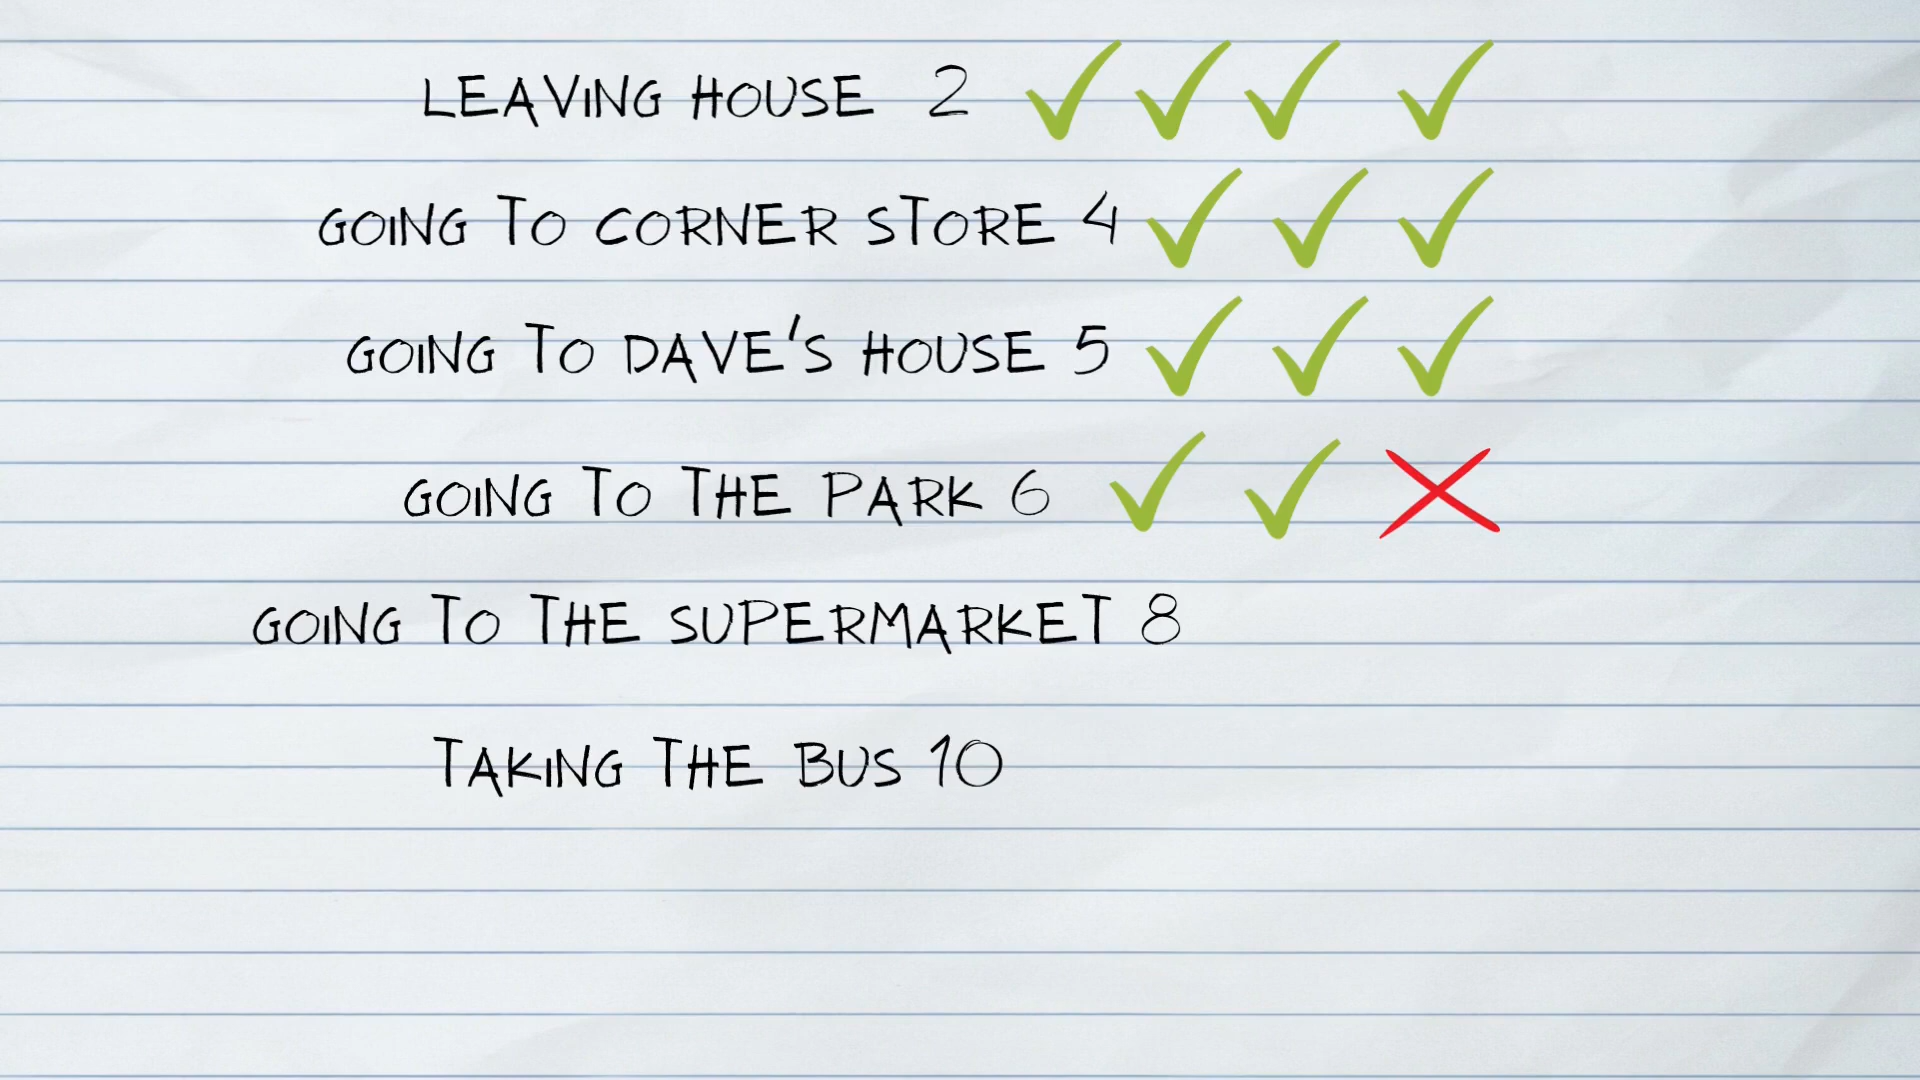 LEAVING HOUSE 2 ✓ ✓ ✓ ✓
GOING TO CORNER STORE 4 ✓ ✓ ✓
GOING TO DAVE'S HOUSE 5 ✓ ✓ ✓
GOING TO THE PARK 6 ✓ ✓ ✗
GOING TO THE SUPERMARKET 8
TAKING THE BUS 10